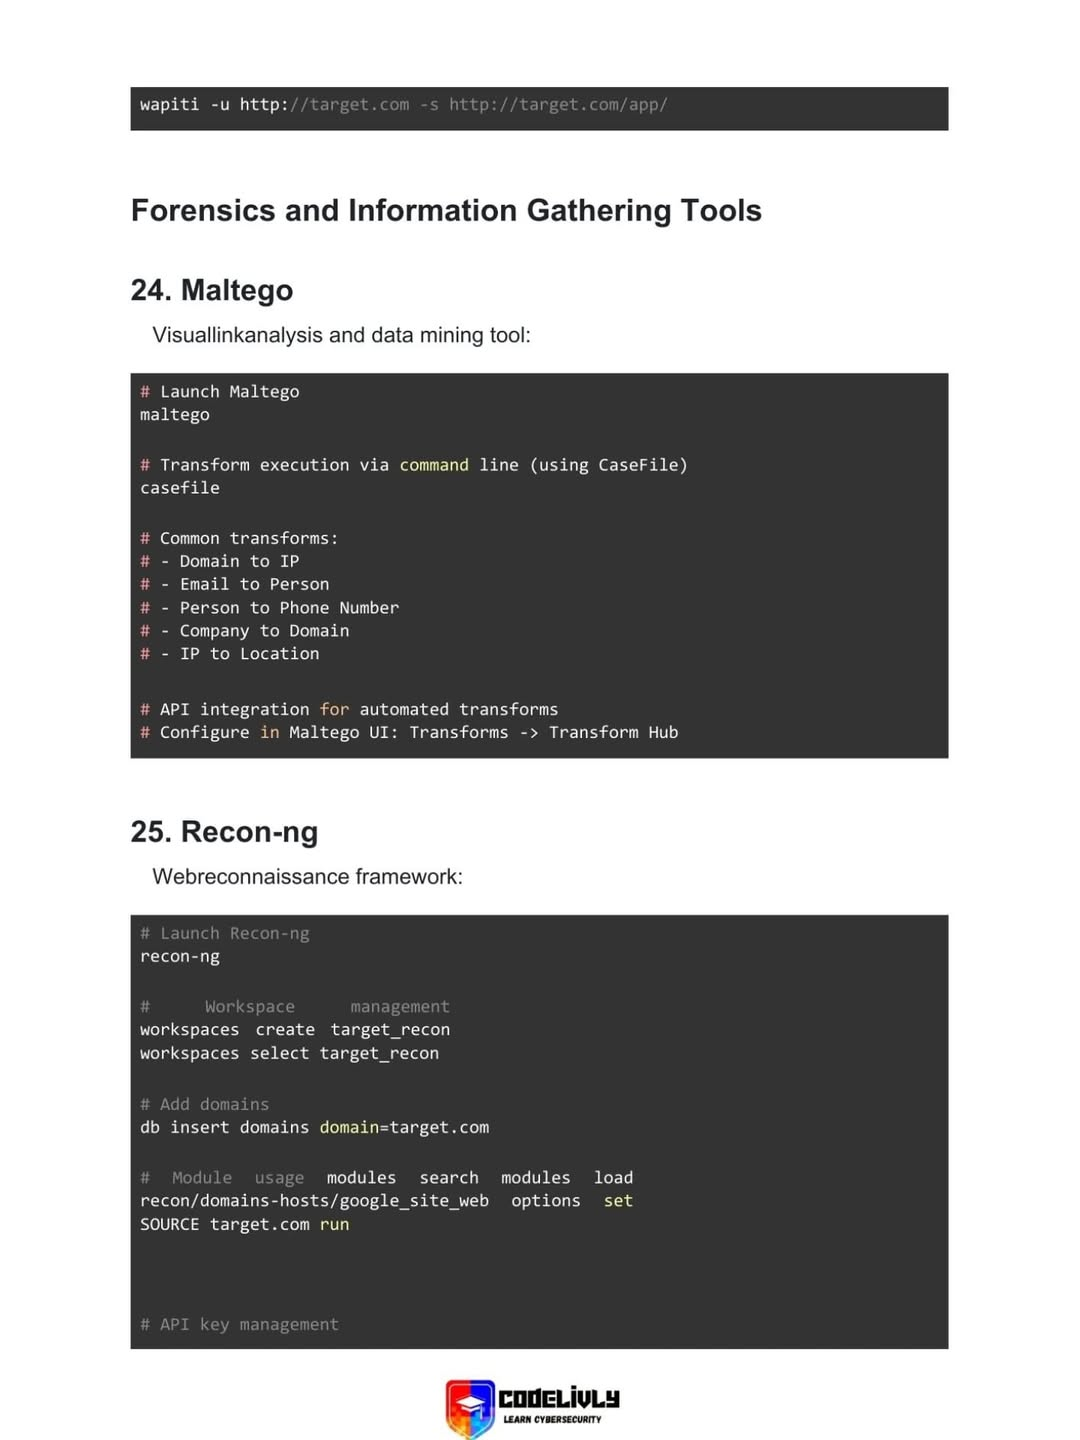 wapiti -u http://target.com -s http://target.com/app/
Forensics and Information Gathering Tools
24. Maltego
Visuallinkanalysis and data mining tool:
# Launch Maltego
maltego
# Transform execution via command line (using CaseFile)
casefile
# Common transforms:
# - Domain to IP
# - Email to Person
# - Person to Phone Number
# - Company to Domain
# - IP to Location
# API integration for automated transforms
# Configure in Maltego UI: Transforms -> Transform Hub
25. Recon-ng
Webreconnaissance framework:
# Launch Recon-ng
recon-ng
# Workspace management
workspaces create target_recon
workspaces select target_recon
# Add domains
db insert domains domain=target.com
# Module usage modules search modules load
recon/domains-hosts/google_site_web options set
SOURCE target.com run
# API key management
CODELIVLY
LEARN CYBERSECURITY